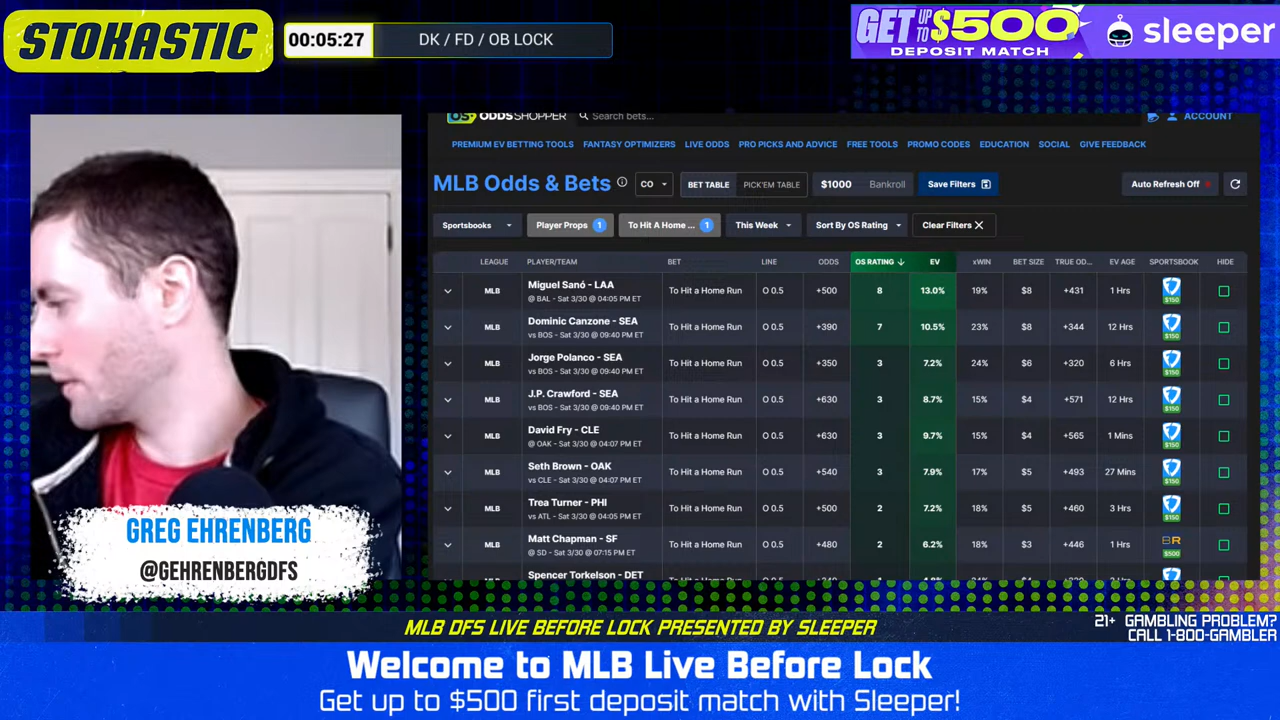 STOKASTIC
00:05:27
DK / FD / OB LOCK
GET UP TO $500
DEPOSIT MATCH
sleeper
OS ODDSSHOPPER
Search bets...
ACCOUNT
PREMIUM EV BETTING TOOLS FANTASY OPTIMIZERS LIVE ODDS PRO PICKS AND ADVICE FREE TOOLS PROMO CODES EDUCATION SOCIAL GIVE FEEDBACK
MLB Odds & Bets
CO
BET TABLE
PICK'EM TABLE
$1000 Bankroll
Save Filters
Auto Refresh Off
Sportsbooks
Player Props 1
To Hit A Home ... 1
This Week
Sort By OS Rating
Clear Filters X
LEAGUE PLAYER/TEAM BET LINE ODDS OS RATING EV xWIN BET SIZE TRUE OD... EV AGE SPORTSBOOK HIDE
MLB Miguel Sanó - LAA To Hit a Home Run O 0.5 +500 8 13.0% 19% $8 +431 1 Hrs $150
@ BAL - Sat 3/30 @ 04:05 PM ET
MLB Dominic Canzone - SEA To Hit a Home Run O 0.5 +390 7 10.5% 23% $8 +344 12 Hrs $150
vs BOS - Sat 3/30 @ 09:40 PM ET
MLB Jorge Polanco - SEA To Hit a Home Run O 0.5 +350 3 7.2% 24% $6 +320 6 Hrs $150
vs BOS - Sat 3/30 @ 09:40 PM ET
MLB J.P. Crawford - SEA To Hit a Home Run O 0.5 +630 3 8.7% 15% $4 +571 12 Hrs $150
vs BOS - Sat 3/30 @ 09:40 PM ET
MLB David Fry - CLE To Hit a Home Run O 0.5 +630 3 9.7% 15% $4 +565 1 Mins $150
@ OAK - Sat 3/30 @ 04:07 PM ET
MLB Seth Brown - OAK To Hit a Home Run O 0.5 +540 3 7.9% 17% $5 +493 27 Mins $150
vs CLE - Sat 3/30 @ 04:07 PM ET
MLB Trea Turner - PHI To Hit a Home Run O 0.5 +500 2 7.2% 18% $5 +460 3 Hrs $150
vs ATL - Sat 3/30 @ 04:05 PM ET
MLB Matt Chapman - SF To Hit a Home Run O 0.5 +480 2 6.2% 18% $3 +446 1 Hrs BR $500
@ SD - Sat 3/30 @ 07:15 PM ET
Spencer Torkelson - DET
GREG EHRENBERG
@GEHRENBERGDFS
MLB DFS LIVE BEFORE LOCK PRESENTED BY SLEEPER
21+ GAMBLING PROBLEM?
CALL 1-800-GAMBLER
Welcome to MLB Live Before Lock
Get up to $500 first deposit match with Sleeper!